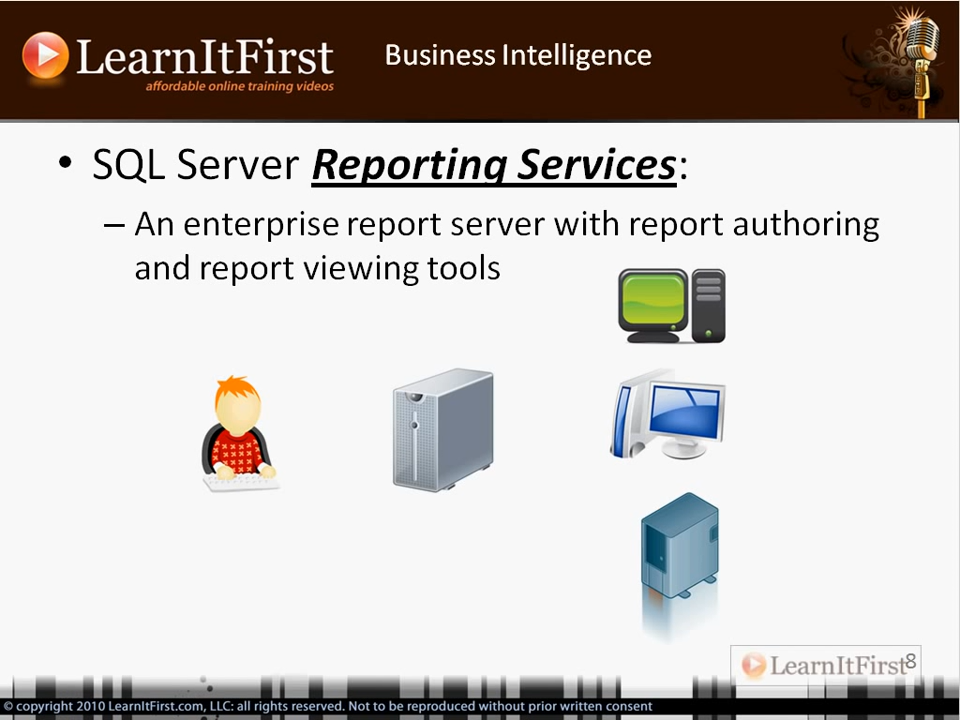 LearnItFirst
affordable online training videos
Business Intelligence
• SQL Server Reporting Services:
– An enterprise report server with report authoring
and report viewing tools
LearnItFirst
8
© copyright 2010 LearnItFirst.com, LLC: all rights reserved. Not to be reproduced without prior written consent